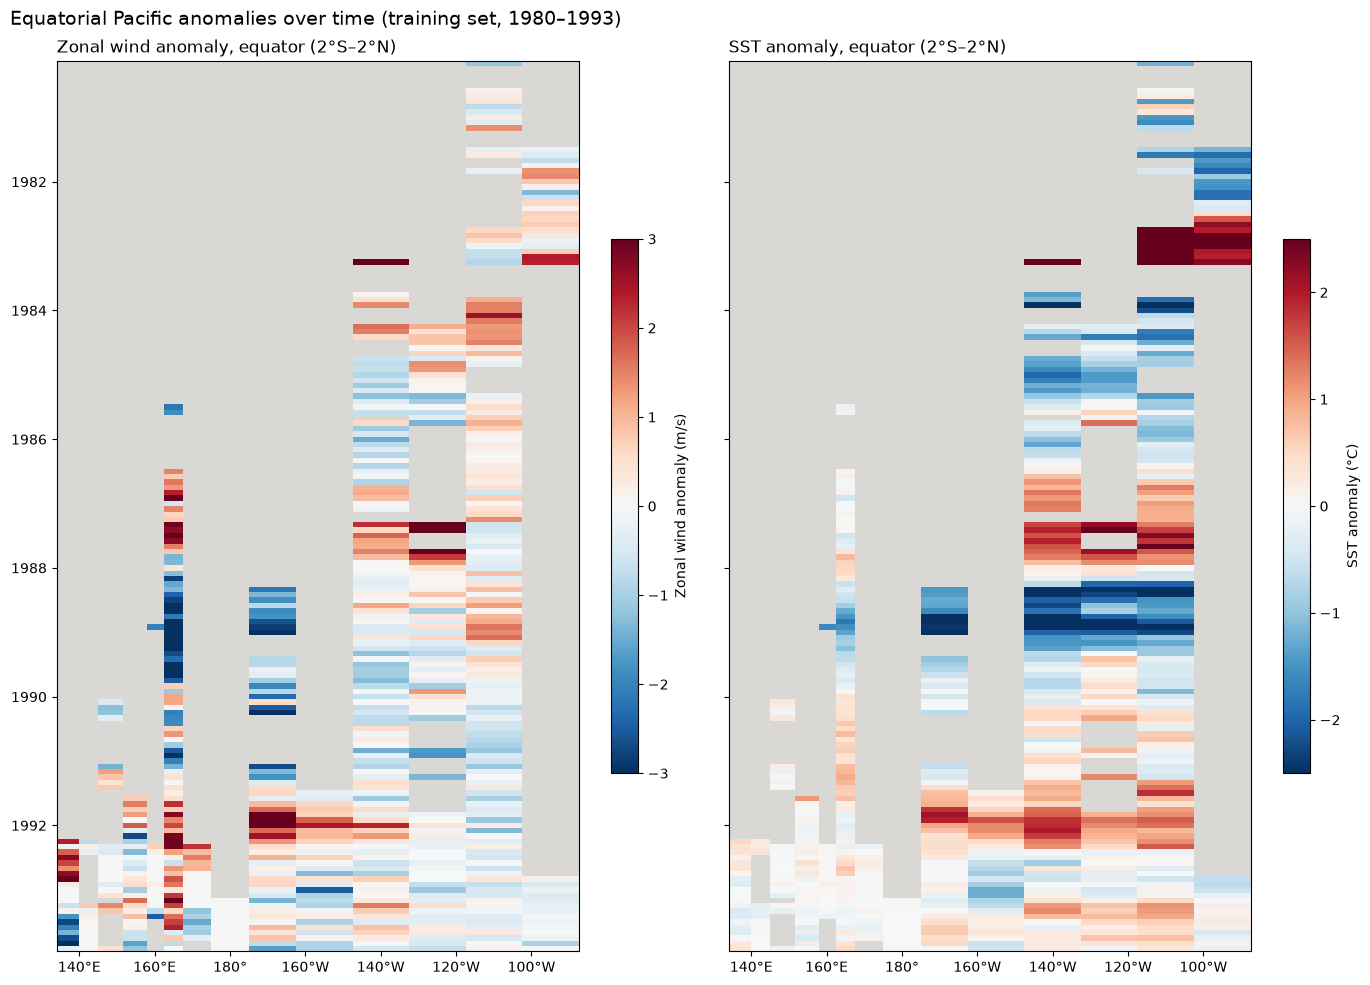 Equatorial Pacific anomalies over time (training set, 1980–1993)
Zonal wind anomaly, equator (2°S–2°N)
1982
1984
1986
1988
1990
1992
140°E 160°E 180° 160°W 140°W 120°W 100°W
3
2
1
0
−1
−2
−3
Zonal wind anomaly (m/s)
SST anomaly, equator (2°S–2°N)
140°E 160°E 180° 160°W 140°W 120°W 100°W
2
1
0
−1
−2
SST anomaly (°C)